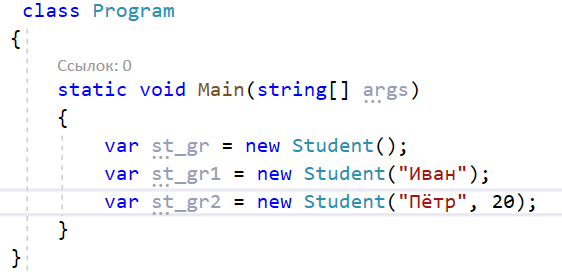 class Program
{
Ссылок: 0
static void Main(string[] args)
{
var st_gr = new Student();
var st_gr1 = new Student("Иван");
var st_gr2 = new Student("Пётр", 20);
}
}